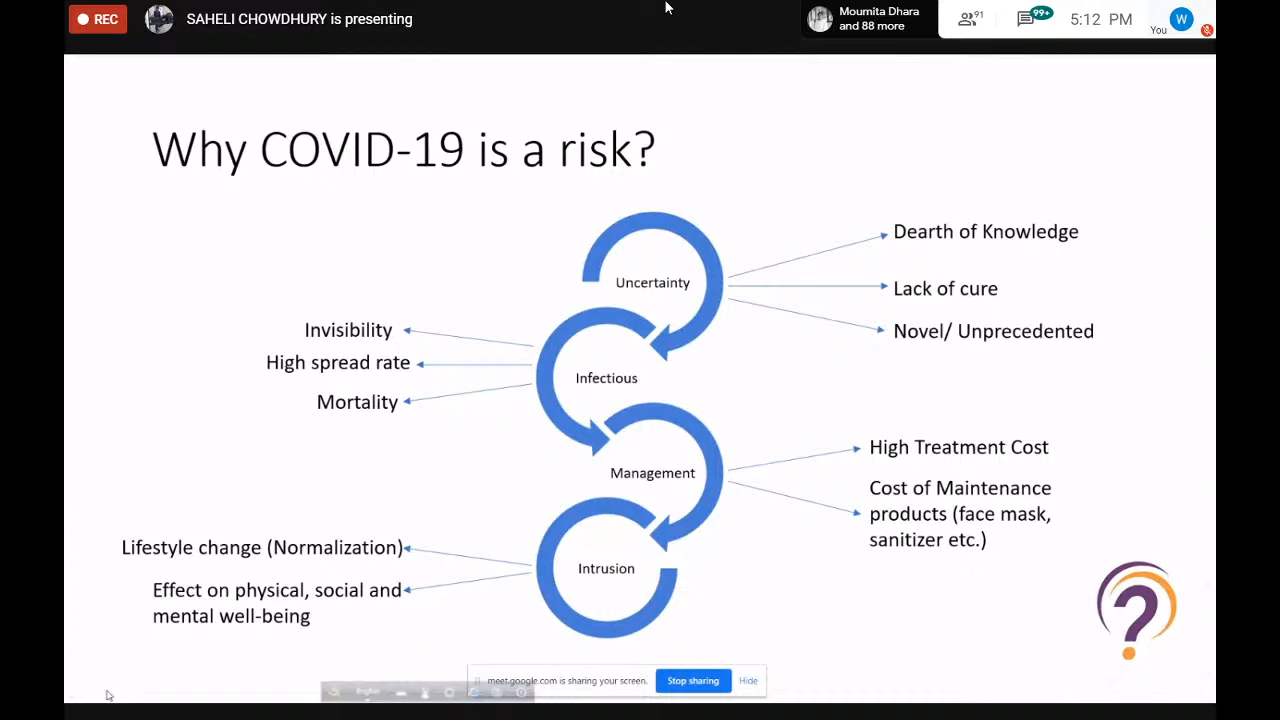 REC
SAHELI CHOWDHURY is presenting
Moumita Dhara
and 88 more
91
99+
5:12 PM
You
W
Why COVID-19 is a risk?
Uncertainty
Dearth of Knowledge
Lack of cure
Novel/ Unprecedented
Invisibility
High spread rate
Mortality
Infectious
Management
High Treatment Cost
Cost of Maintenance
products (face mask,
sanitizer etc.)
Lifestyle change (Normalization)
Effect on physical, social and
mental well-being
Intrusion
?
meet.google.com is sharing your screen.
Stop sharing
Hide
English